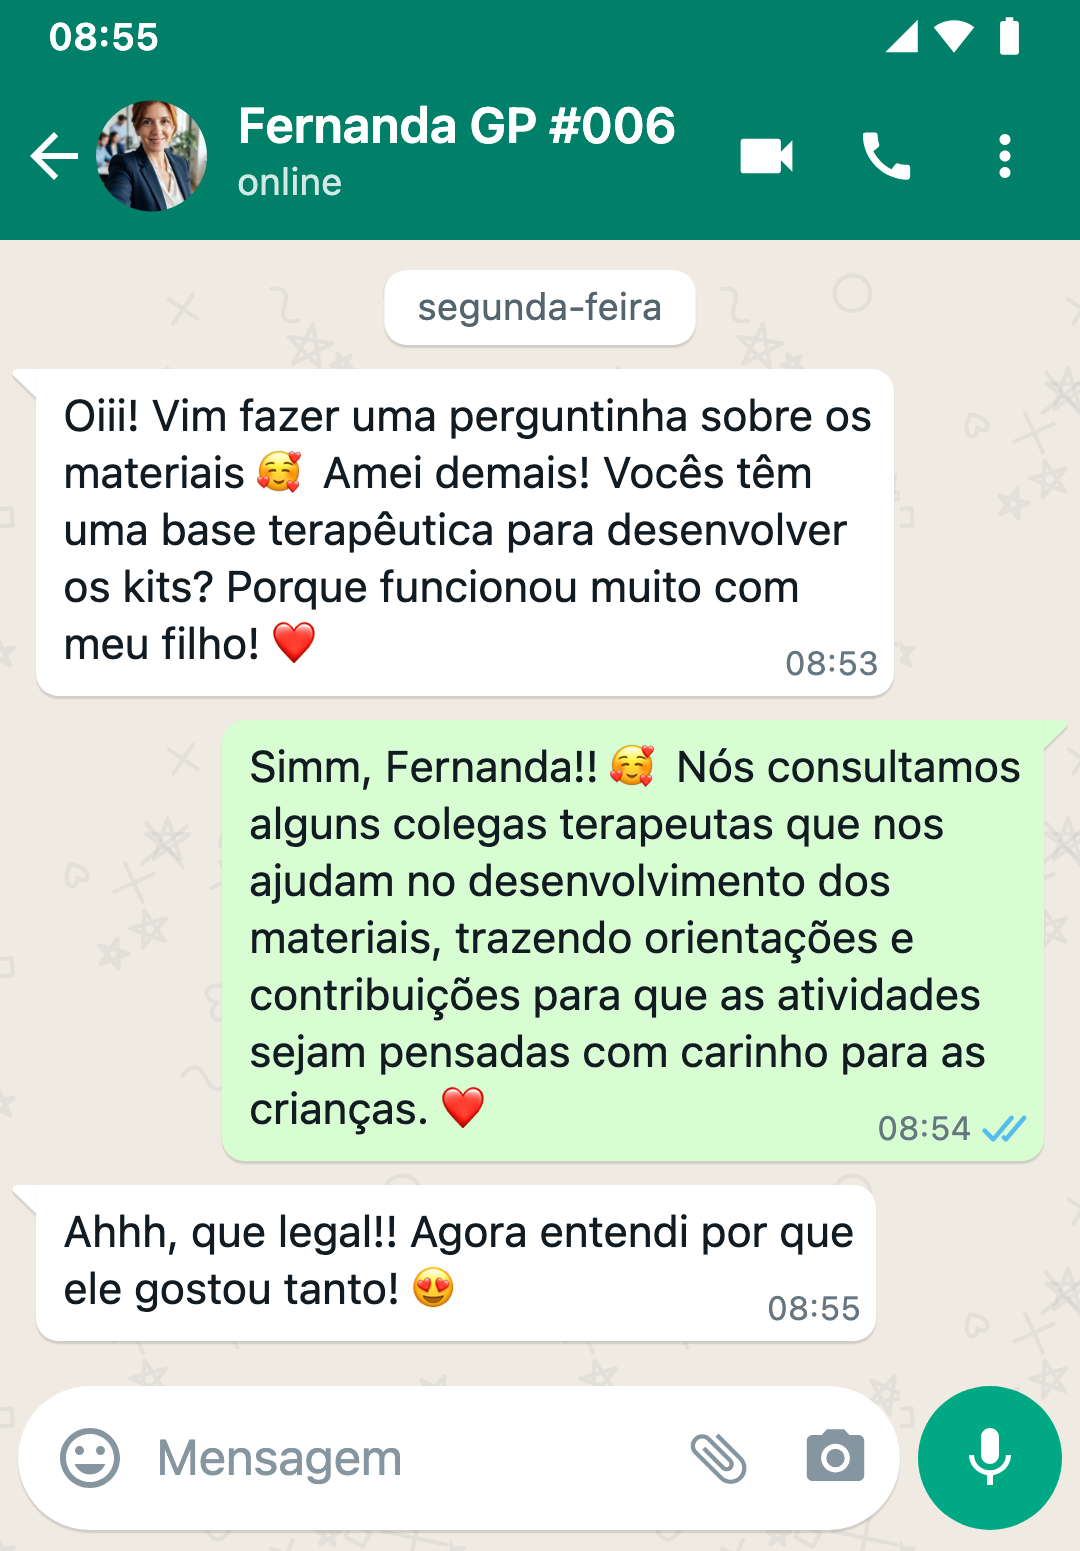 08:55
Fernanda GP #006
online
segunda-feira
Oiii! Vim fazer uma perguntinha sobre os
materiais 🥰 Amei demais! Vocês têm
uma base terapêutica para desenvolver
os kits? Porque funcionou muito com
meu filho! ❤️
08:53
Simm, Fernanda!! 🥰 Nós consultamos
alguns colegas terapeutas que nos
ajudam no desenvolvimento dos
materiais, trazendo orientações e
contribuições para que as atividades
sejam pensadas com carinho para as
crianças. ❤️
08:54
Ahhh, que legal!! Agora entendi por que
ele gostou tanto! 😍
08:55
Mensagem